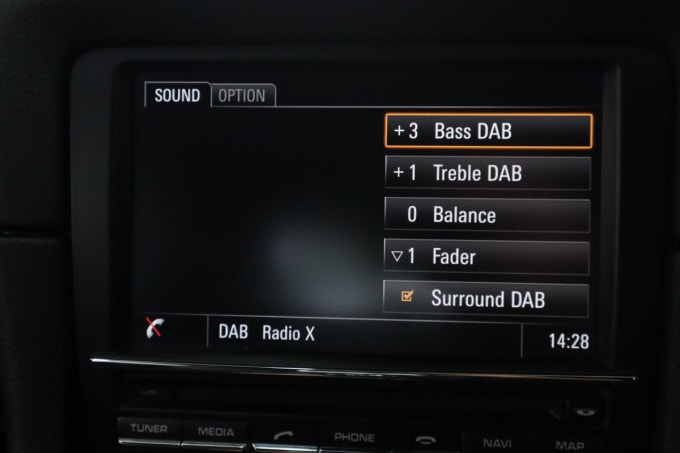 SOUND OPTION
+3 Bass DAB
+1 Treble DAB
0 Balance
▽1 Fader
Surround DAB
DAB Radio X 14:28
TUNER MEDIA PHONE NAVI MAP